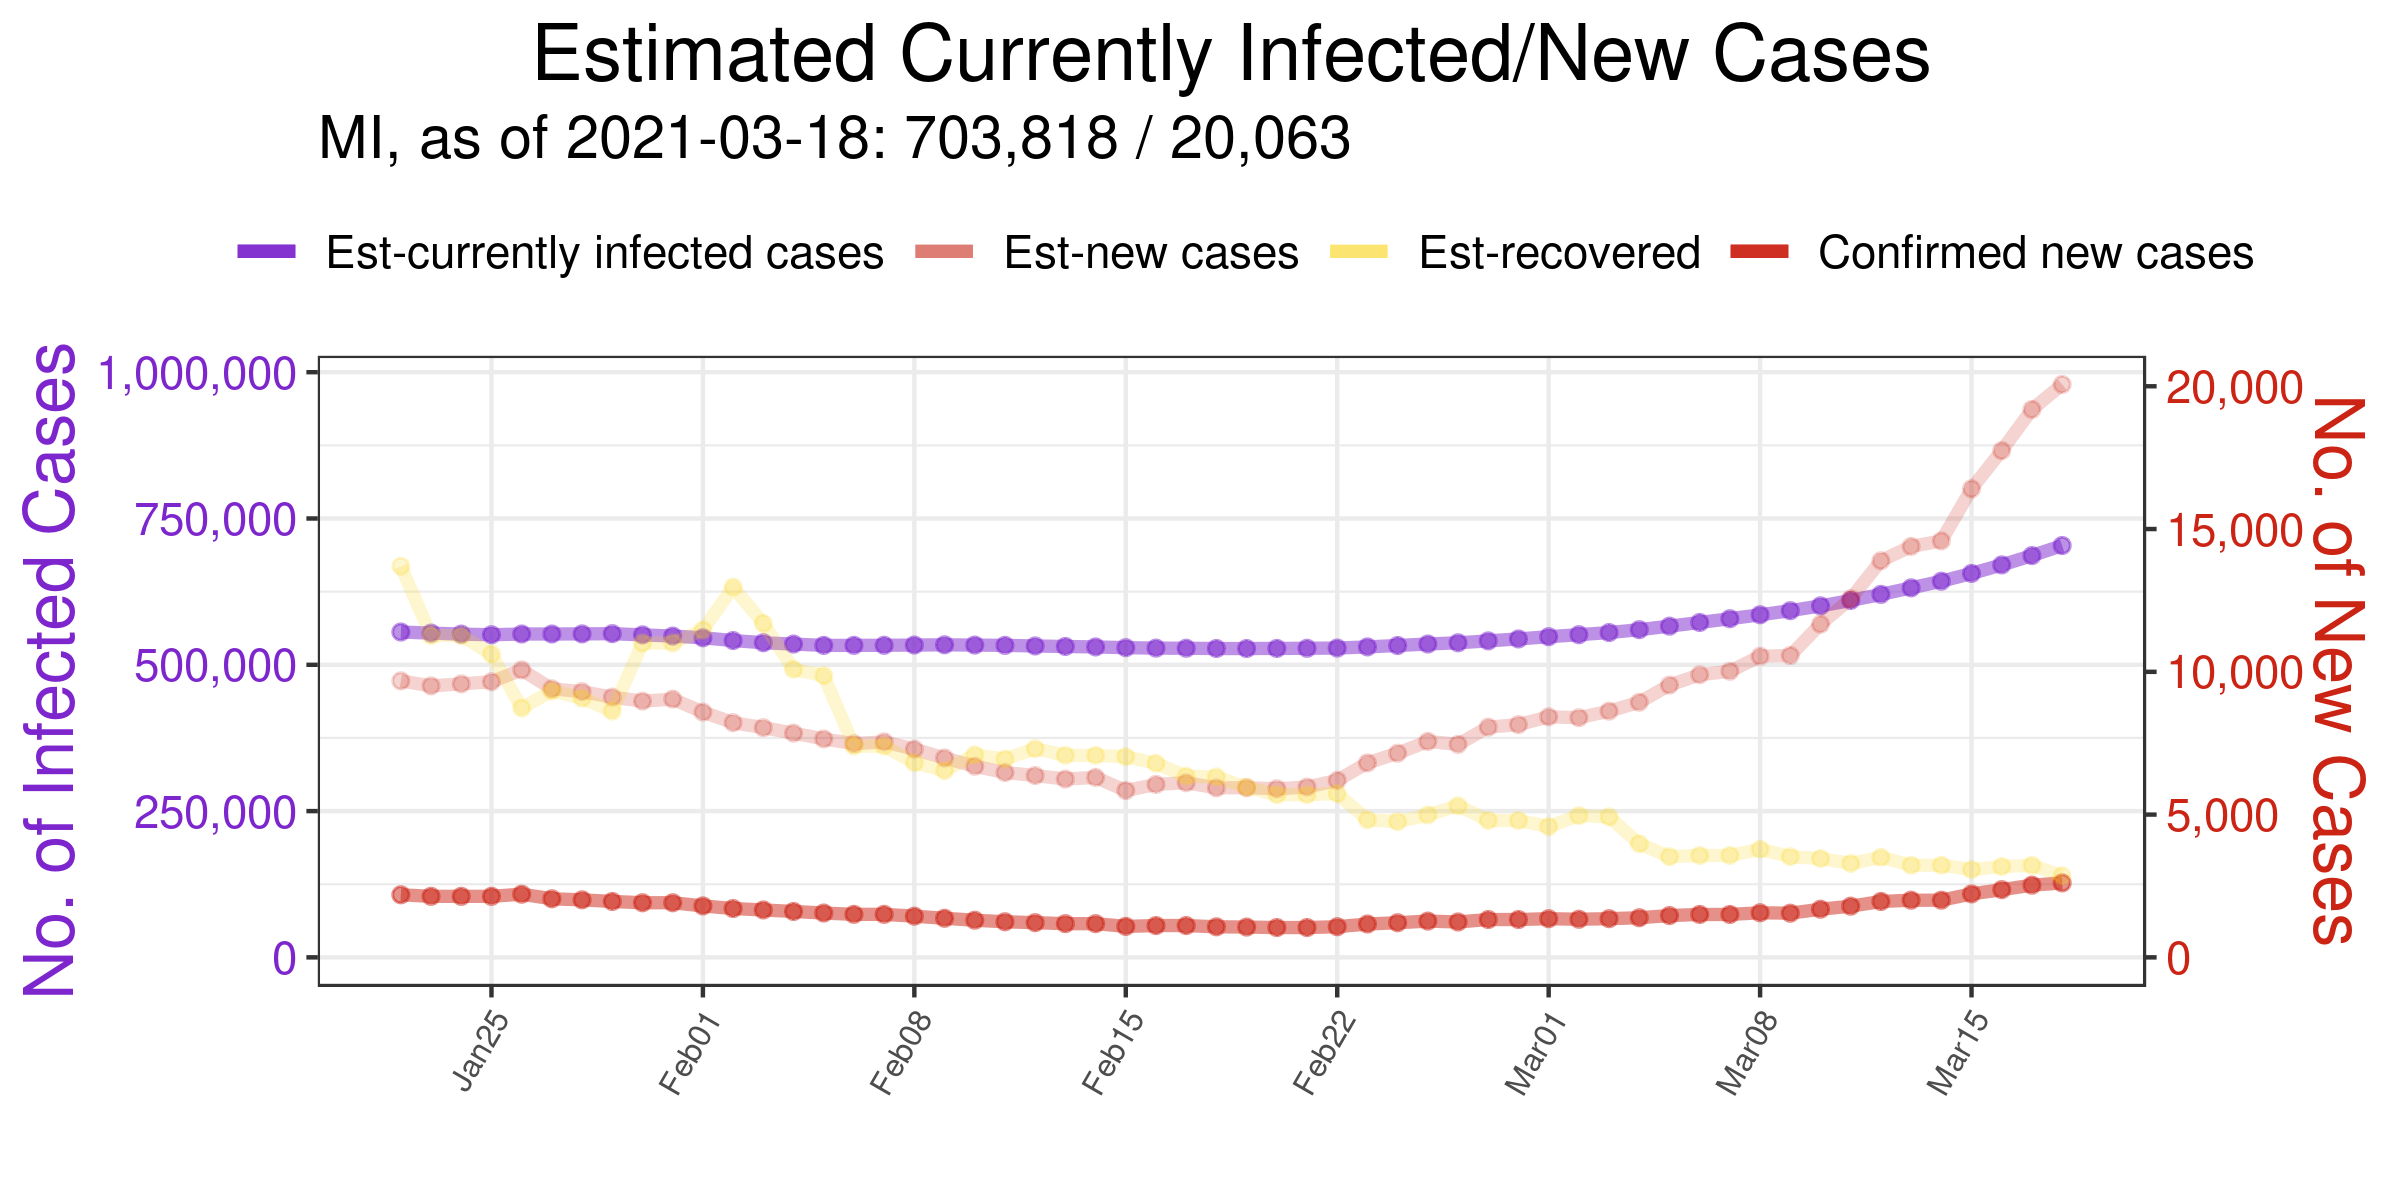 Estimated Currently Infected/New Cases
MI, as of 2021-03-18: 703,818 / 20,063
Est-currently infected cases
Est-new cases
Est-recovered
Confirmed new cases
No. of Infected Cases
1,000,000
750,000
500,000
250,000
0
20,000
15,000
10,000
5,000
0
No. of New Cases
Jan25
Feb01
Feb08
Feb15
Feb22
Mar01
Mar08
Mar15